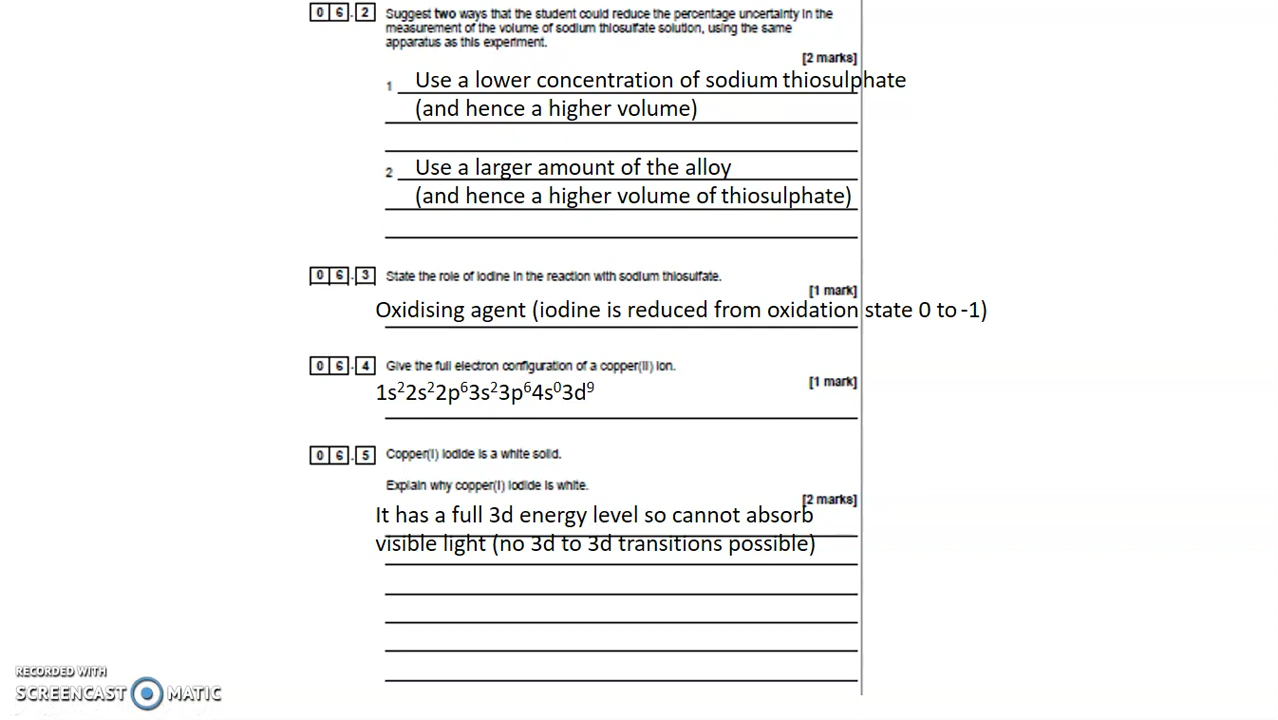 0 6 . 2 Suggest two ways that the student could reduce the percentage uncertainty in the
measurement of the volume of sodium thiosulfate solution, using the same
apparatus as this experiment.
[2 marks]
1 Use a lower concentration of sodium thiosulphate
(and hence a higher volume)
2 Use a larger amount of the alloy
(and hence a higher volume of thiosulphate)
0 6 . 3 State the role of iodine in the reaction with sodium thiosulfate.
[1 mark]
Oxidising agent (iodine is reduced from oxidation state 0 to -1)
0 6 . 4 Give the full electron configuration of a copper(II) ion.
[1 mark]
1s²2s²2p⁶3s²3p⁶4s⁰3d⁹
0 6 . 5 Copper(I) iodide is a white solid.
Explain why copper(I) iodide is white.
[2 marks]
It has a full 3d energy level so cannot absorb
visible light (no 3d to 3d transitions possible)
RECORDED WITH
SCREENCAST MATIC